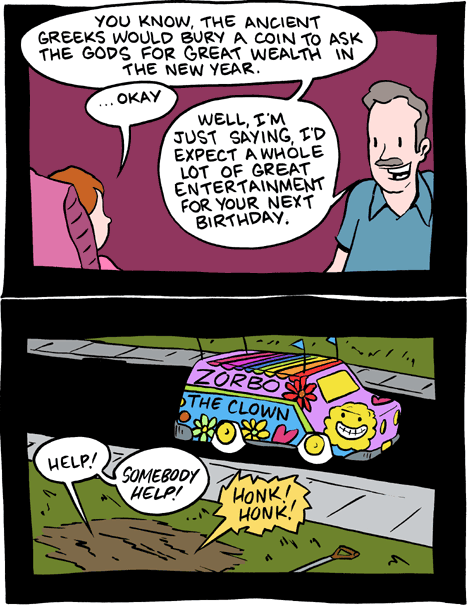 YOU KNOW, THE ANCIENT
GREEKS WOULD BURY A COIN TO ASK
THE GODS FOR GREAT WEALTH IN
THE NEW YEAR.
...OKAY
WELL, I'M
JUST SAYING, I'D
EXPECT A WHOLE
LOT OF GREAT
ENTERTAINMENT
FOR YOUR NEXT
BIRTHDAY.
ZORBO
THE CLOWN
HELP!
SOMEBODY
HELP!
HONK!
HONK!